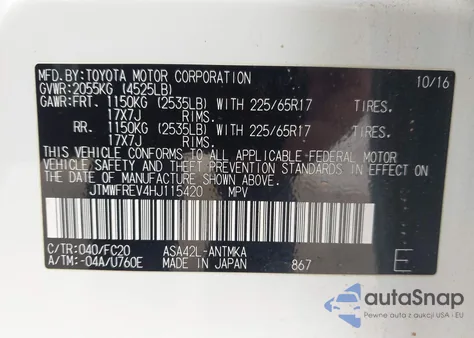 MFD.BY:TOYOTA MOTOR CORPORATION 10/16
GVWR:2055KG (4525LB)
GAWR:FRT. 1150KG (2535LB) WITH 225/65R17 TIRES.
17X7J RIMS.
RR. 1150KG (2535LB) WITH 225/65R17 TIRES.
17X7J RIMS.
THIS VEHICLE CONFORMS TO ALL APPLICABLE-FEDERAL MOTOR
VEHICLE SAFETY AND THEFT PREVENTION STANDARDS IN EFFECT ON
THE DATE OF MANUFACTURE SHOWN ABOVE.
JTMWFREV4HJ115420 MPV
C/TR:040/FC20 ASA42L-ANTMKA
A/TM:-04A/U760E MADE IN JAPAN 867 E
autoSnap
Pewne auta z USA - EU